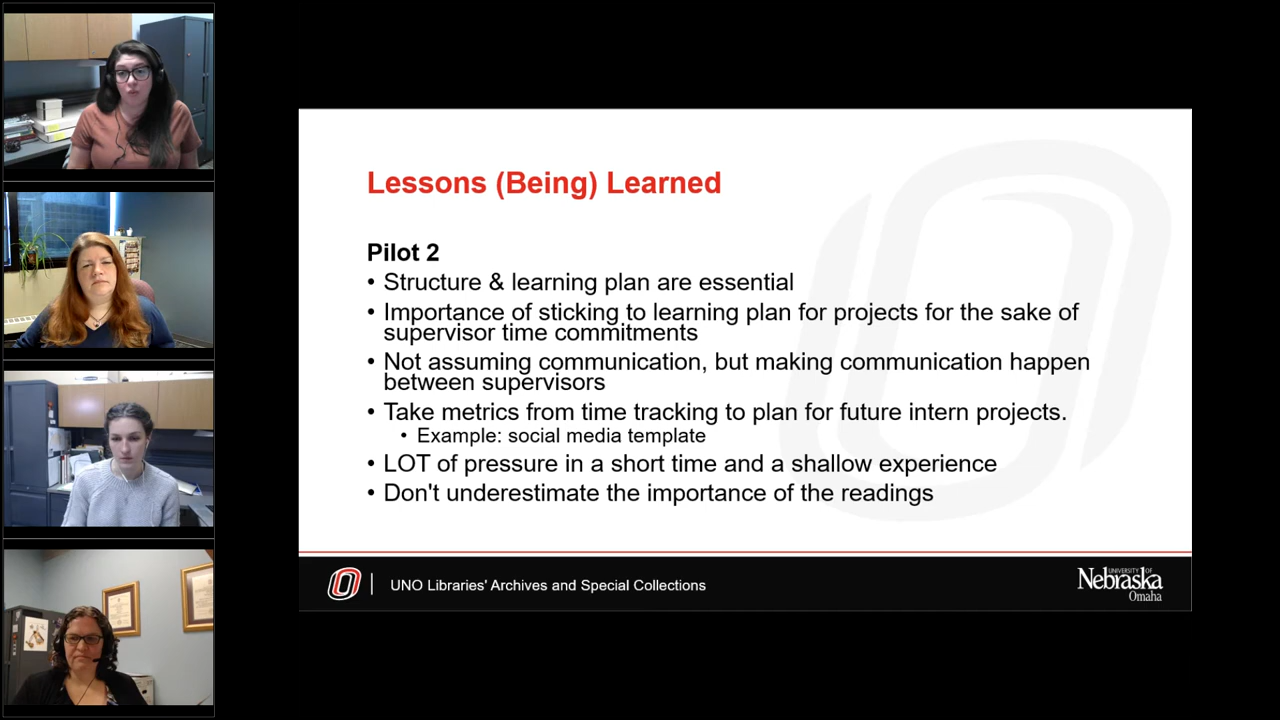 Lessons (Being) Learned
Pilot 2
• Structure & learning plan are essential
• Importance of sticking to learning plan for projects for the sake of
supervisor time commitments
• Not assuming communication, but making communication happen
between supervisors
• Take metrics from time tracking to plan for future intern projects.
• Example: social media template
• LOT of pressure in a short time and a shallow experience
• Don't underestimate the importance of the readings
UNO Libraries' Archives and Special Collections
UNIVERSITY OF
Nebraska
Omaha